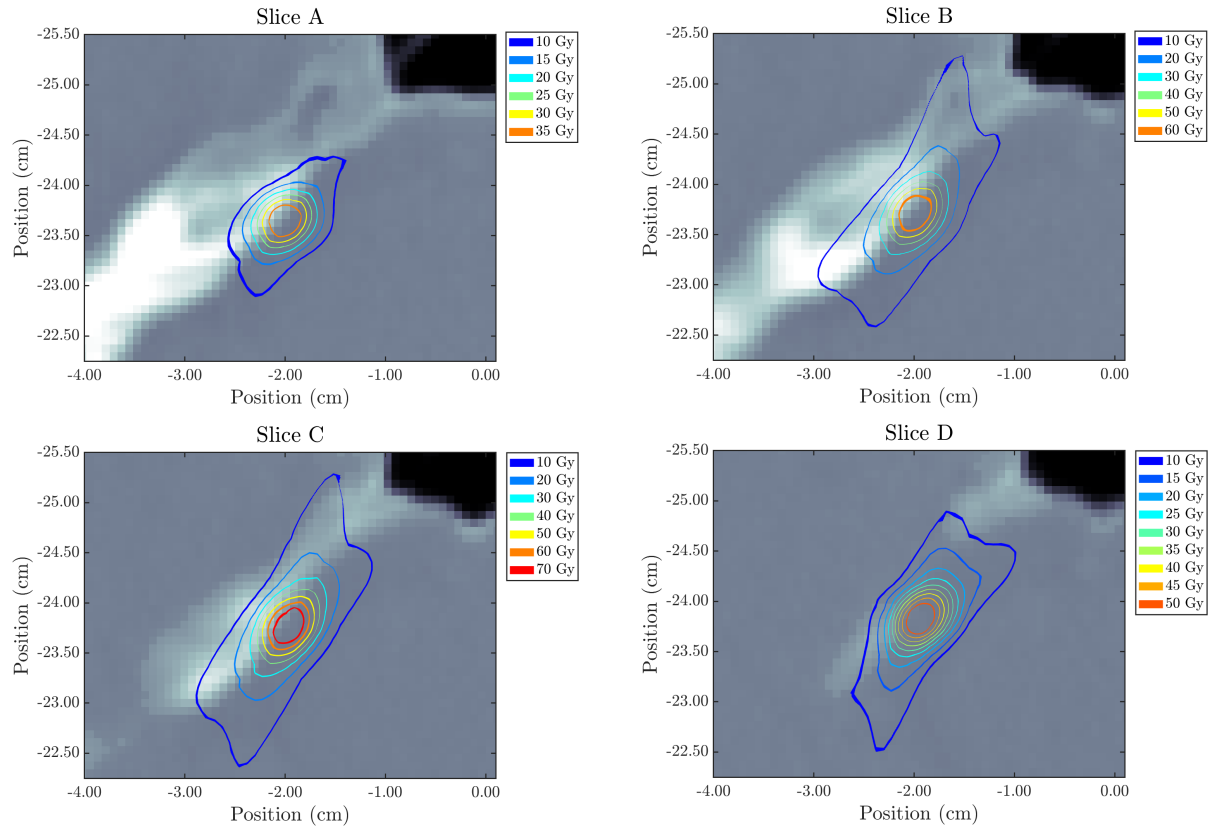 Slice A
-25.50
-25.00
-24.50
-24.00
-23.50
-23.00
-22.50
Position (cm)
-4.00 -3.00 -2.00 -1.00 0.00
Position (cm)
10 Gy
15 Gy
20 Gy
25 Gy
30 Gy
35 Gy
Slice B
-25.50
-25.00
-24.50
-24.00
-23.50
-23.00
-22.50
Position (cm)
-4.00 -3.00 -2.00 -1.00 0.00
Position (cm)
10 Gy
20 Gy
30 Gy
40 Gy
50 Gy
60 Gy
Slice C
-25.50
-25.00
-24.50
-24.00
-23.50
-23.00
-22.50
Position (cm)
-4.00 -3.00 -2.00 -1.00 0.00
Position (cm)
10 Gy
20 Gy
30 Gy
40 Gy
50 Gy
60 Gy
70 Gy
Slice D
-25.50
-25.00
-24.50
-24.00
-23.50
-23.00
-22.50
Position (cm)
-4.00 -3.00 -2.00 -1.00 0.00
Position (cm)
10 Gy
15 Gy
20 Gy
25 Gy
30 Gy
35 Gy
40 Gy
45 Gy
50 Gy